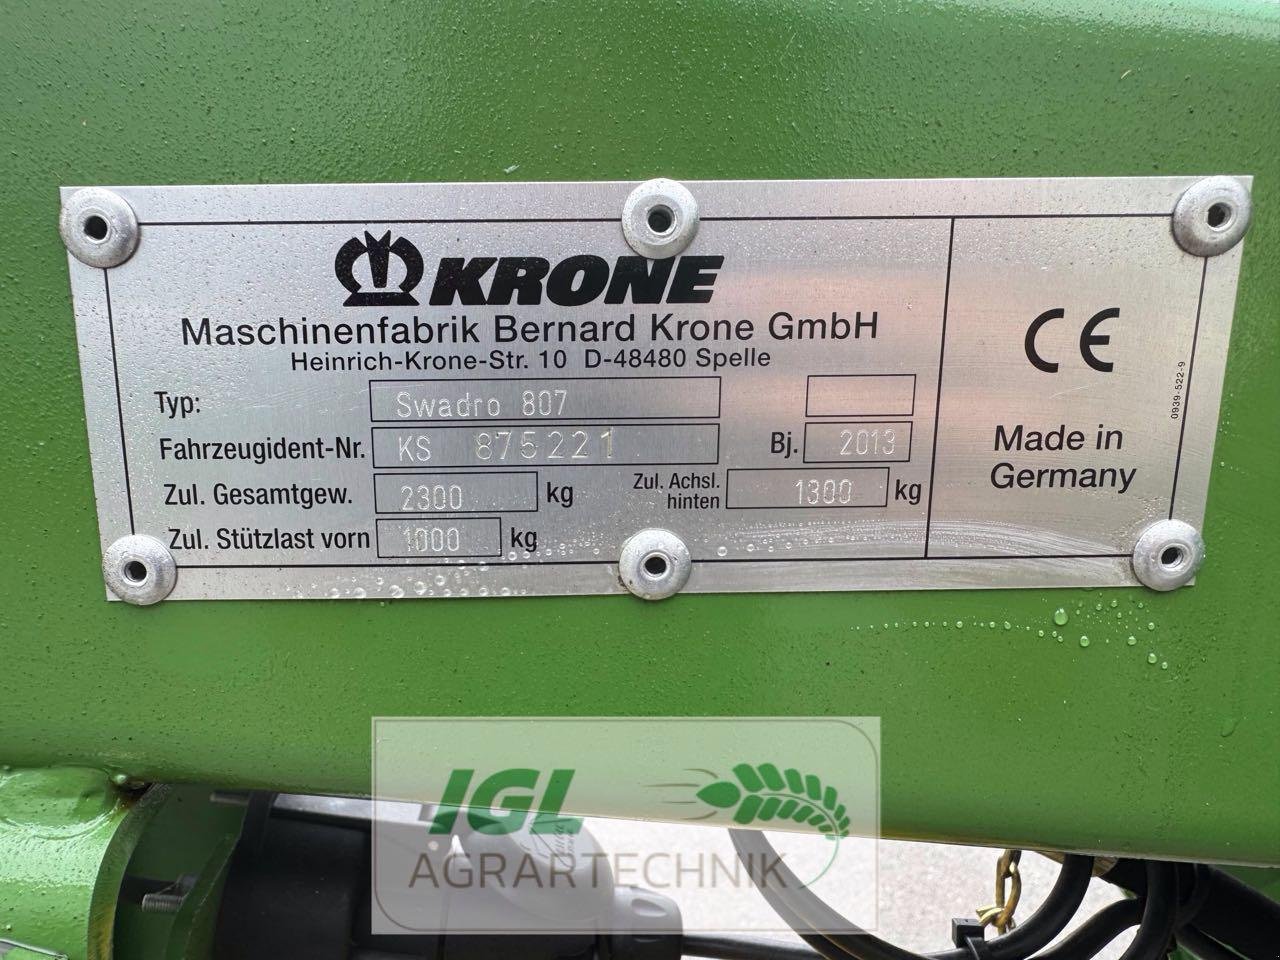 KRONE
Maschinenfabrik Bernard Krone GmbH
Heinrich-Krone-Str. 10 D-48480 Spelle
Typ: Swadro 807
Fahrzeugident-Nr. KS 875221 Bj. 2013
Zul. Gesamtgew. 2300 kg Zul. Achsl. hinten 1300 kg
Zul. Stützlast vorn 1000 kg
CE
Made in
Germany
0939-522-9
IGL
AGRARTECHNIK